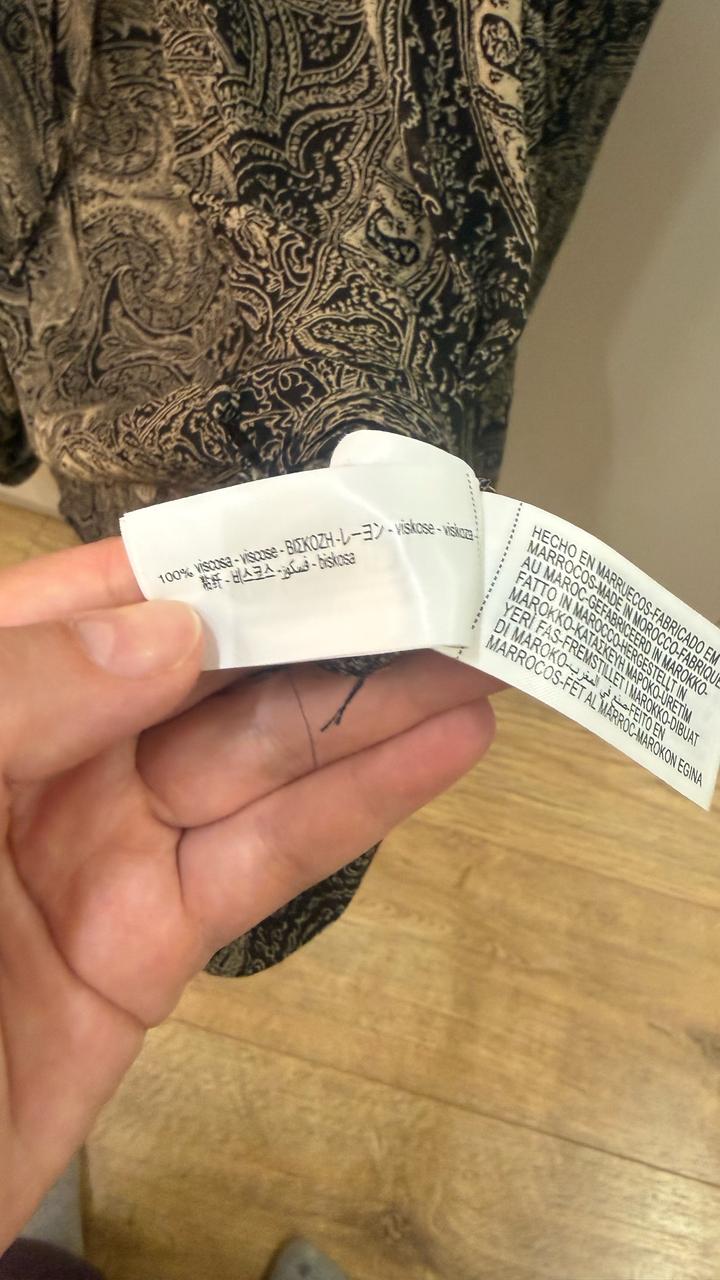 100% viscosa - viscose - ΒΙΣΚΟΖΗ - レーヨン - viskose - viskoza -
粘纤 - 비스코스 - فسكوز - biskosa
HECHO EN MARRUECOS-FABRICADO EN
MARROCOS-MADE IN MOROCCO-FABRIQUE
AU MAROC-GEFABRICEERD IN MAROKKO-
FATTO IN MAROCCO-HERGESTELLT IN
MAROKKO-ΚΑΤΑΣΚΕΥΗ ΜΑΡΟΚΟ-ÜRETIM
YERI FAS-FREMSTILLET I MAROKKO-DIBUAT
DI MAROKO-صنع في المغرب-FEITO EN
MARROCOS-FET AL MARROC-MAROKON EGINA